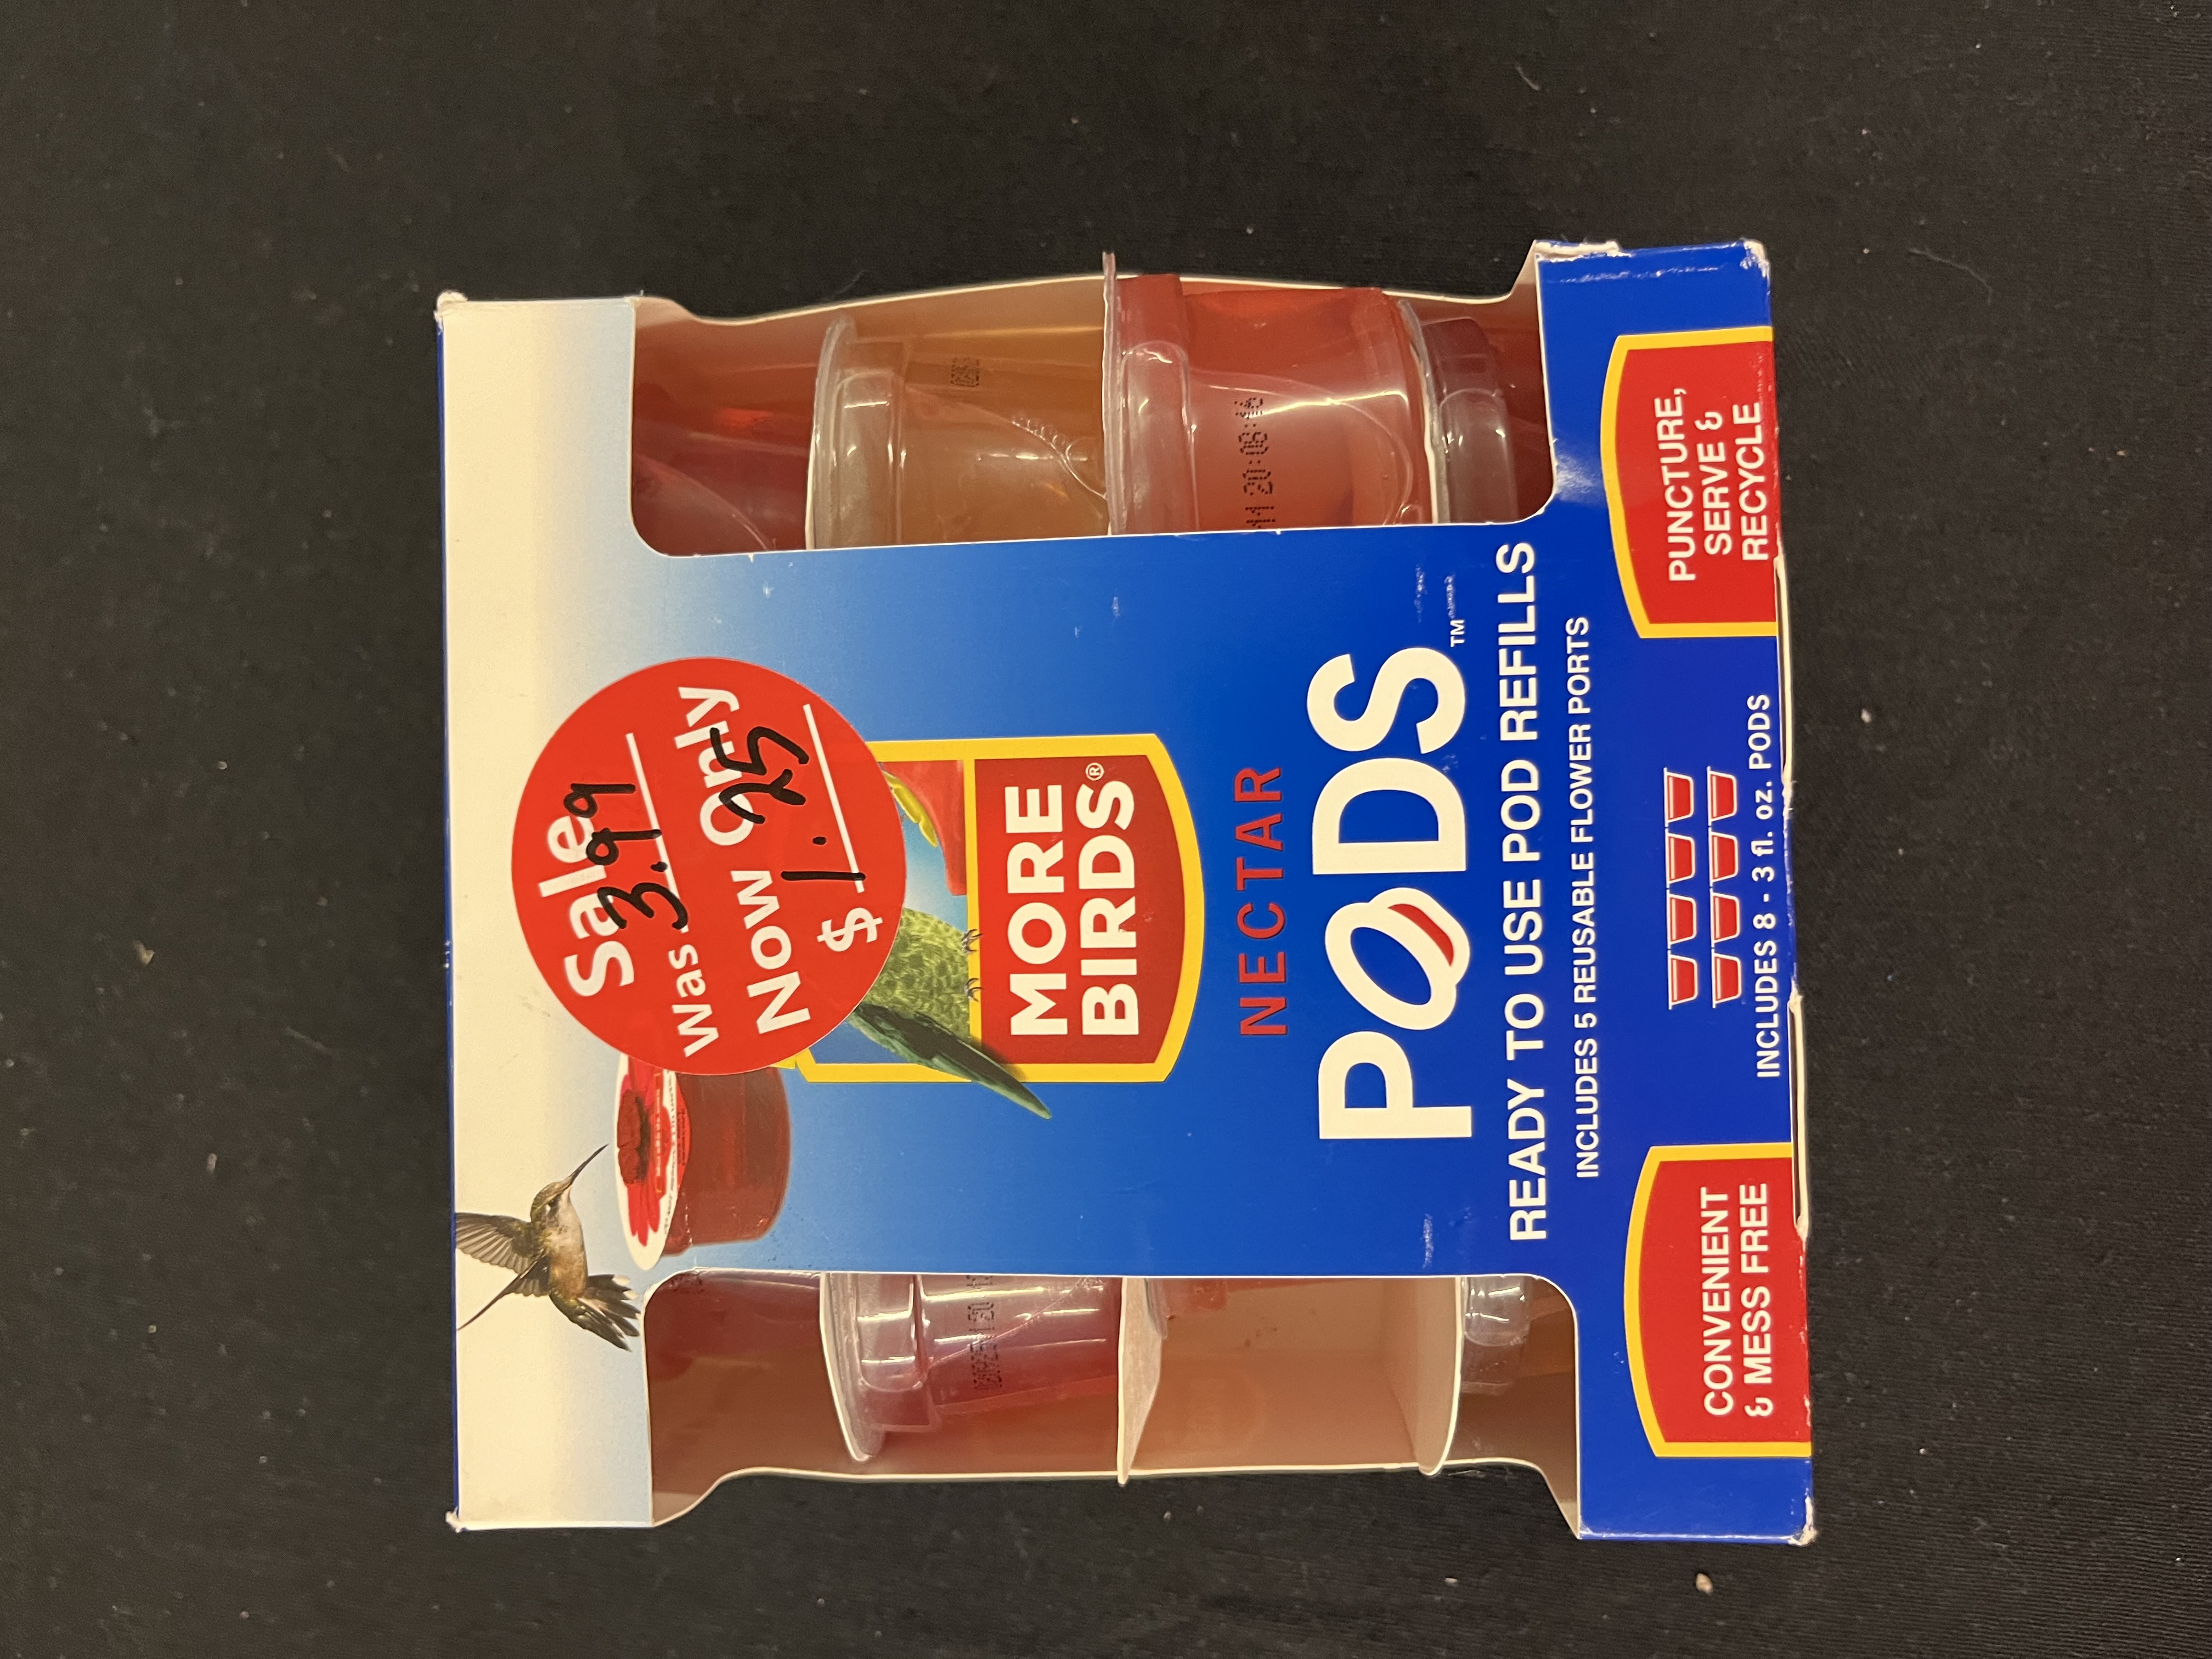 Sale
was 3.99
Now Only
$ 1.25
MORE
BIRDS®
NECTAR
PODS™
READY TO USE POD REFILLS
INCLUDES 5 REUSABLE FLOWER PORTS
CONVENIENT
& MESS FREE
INCLUDES 8 - 3 fl. oz. PODS
PUNCTURE,
SERVE &
RECYCLE